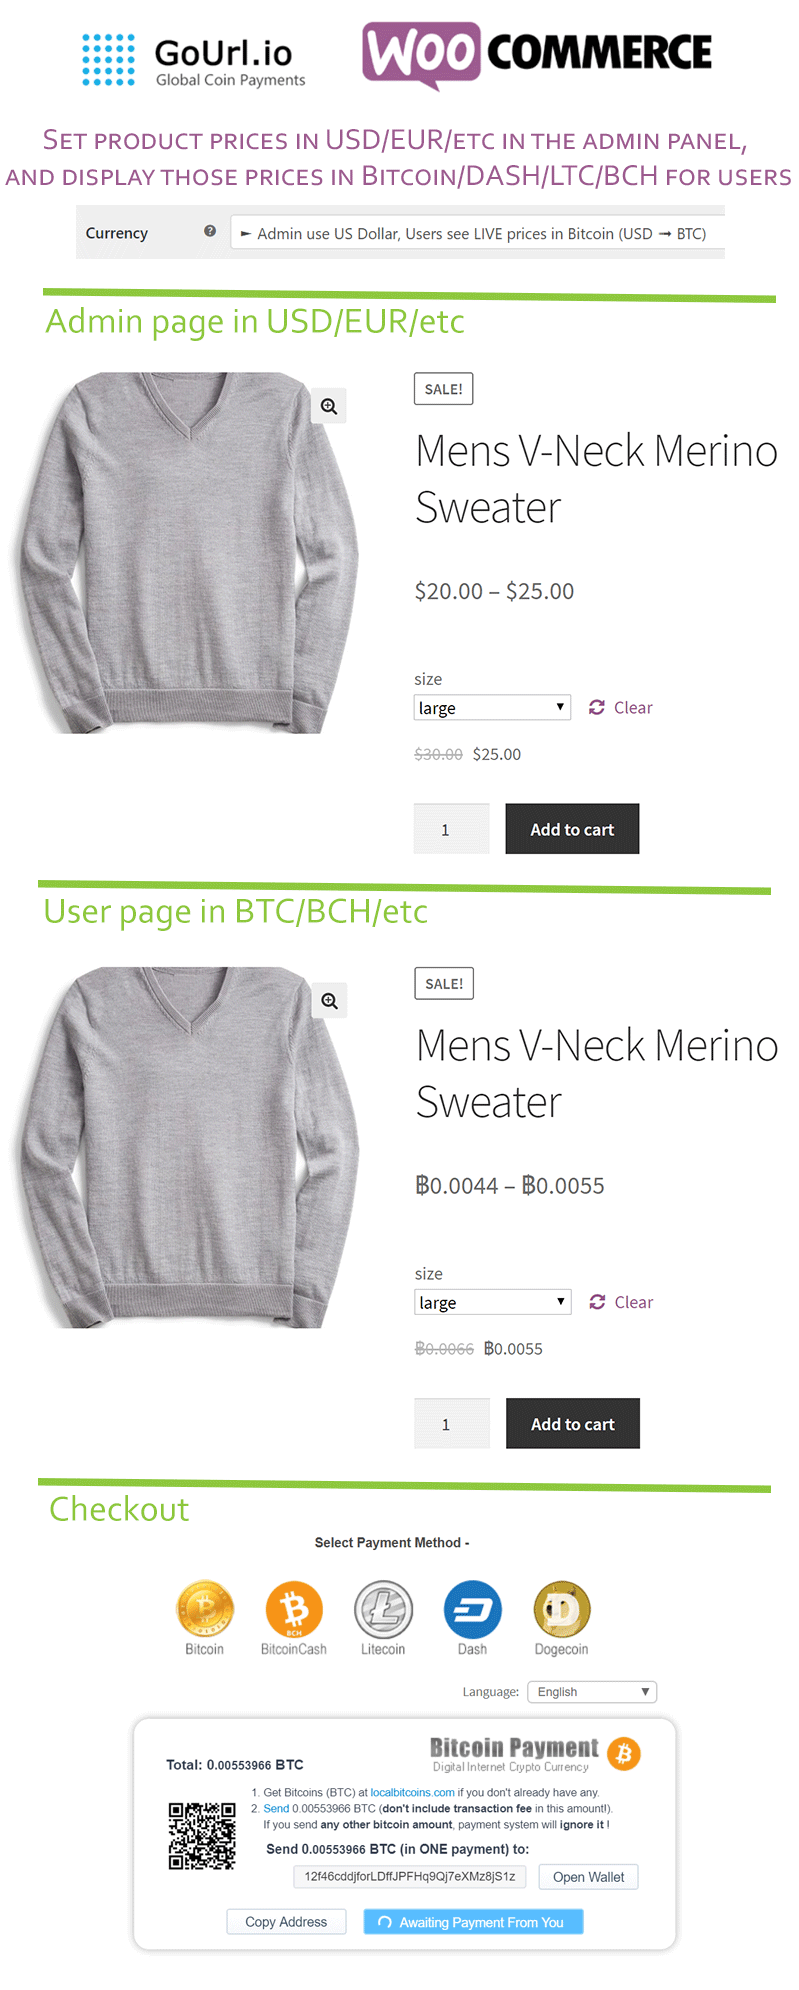 GoUrl.io
Global Coin Payments
WOO COMMERCE
Set product prices in USD/EUR/etc in the admin panel,
and display those prices in Bitcoin/DASH/LTC/BCH for users
Currency ? ► Admin use US Dollar, Users see LIVE prices in Bitcoin (USD → BTC)
Admin page in USD/EUR/etc
SALE!
Mens V-Neck Merino
Sweater
$20.00 – $25.00
size
large ▼ Clear
$30.00 $25.00
1 Add to cart
User page in BTC/BCH/etc
SALE!
Mens V-Neck Merino
Sweater
฿0.0044 – ฿0.0055
size
large ▼ Clear
฿0.0066 ฿0.0055
1 Add to cart
Checkout
Select Payment Method -
BCH
Bitcoin BitcoinCash Litecoin Dash Dogecoin
Language: English ▼
Bitcoin Payment
Digital Internet Crypto Currency
Total: 0.00553966 BTC
1. Get Bitcoins (BTC) at localbitcoins.com if you don't already have any.
2. Send 0.00553966 BTC (don't include transaction fee in this amount!).
If you send any other bitcoin amount, payment system will ignore it !
Send 0.00553966 BTC (in ONE payment) to:
12f46cddjforLDffJPFHq9Qj7eXMz8jS1z Open Wallet
Copy Address Awaiting Payment From You